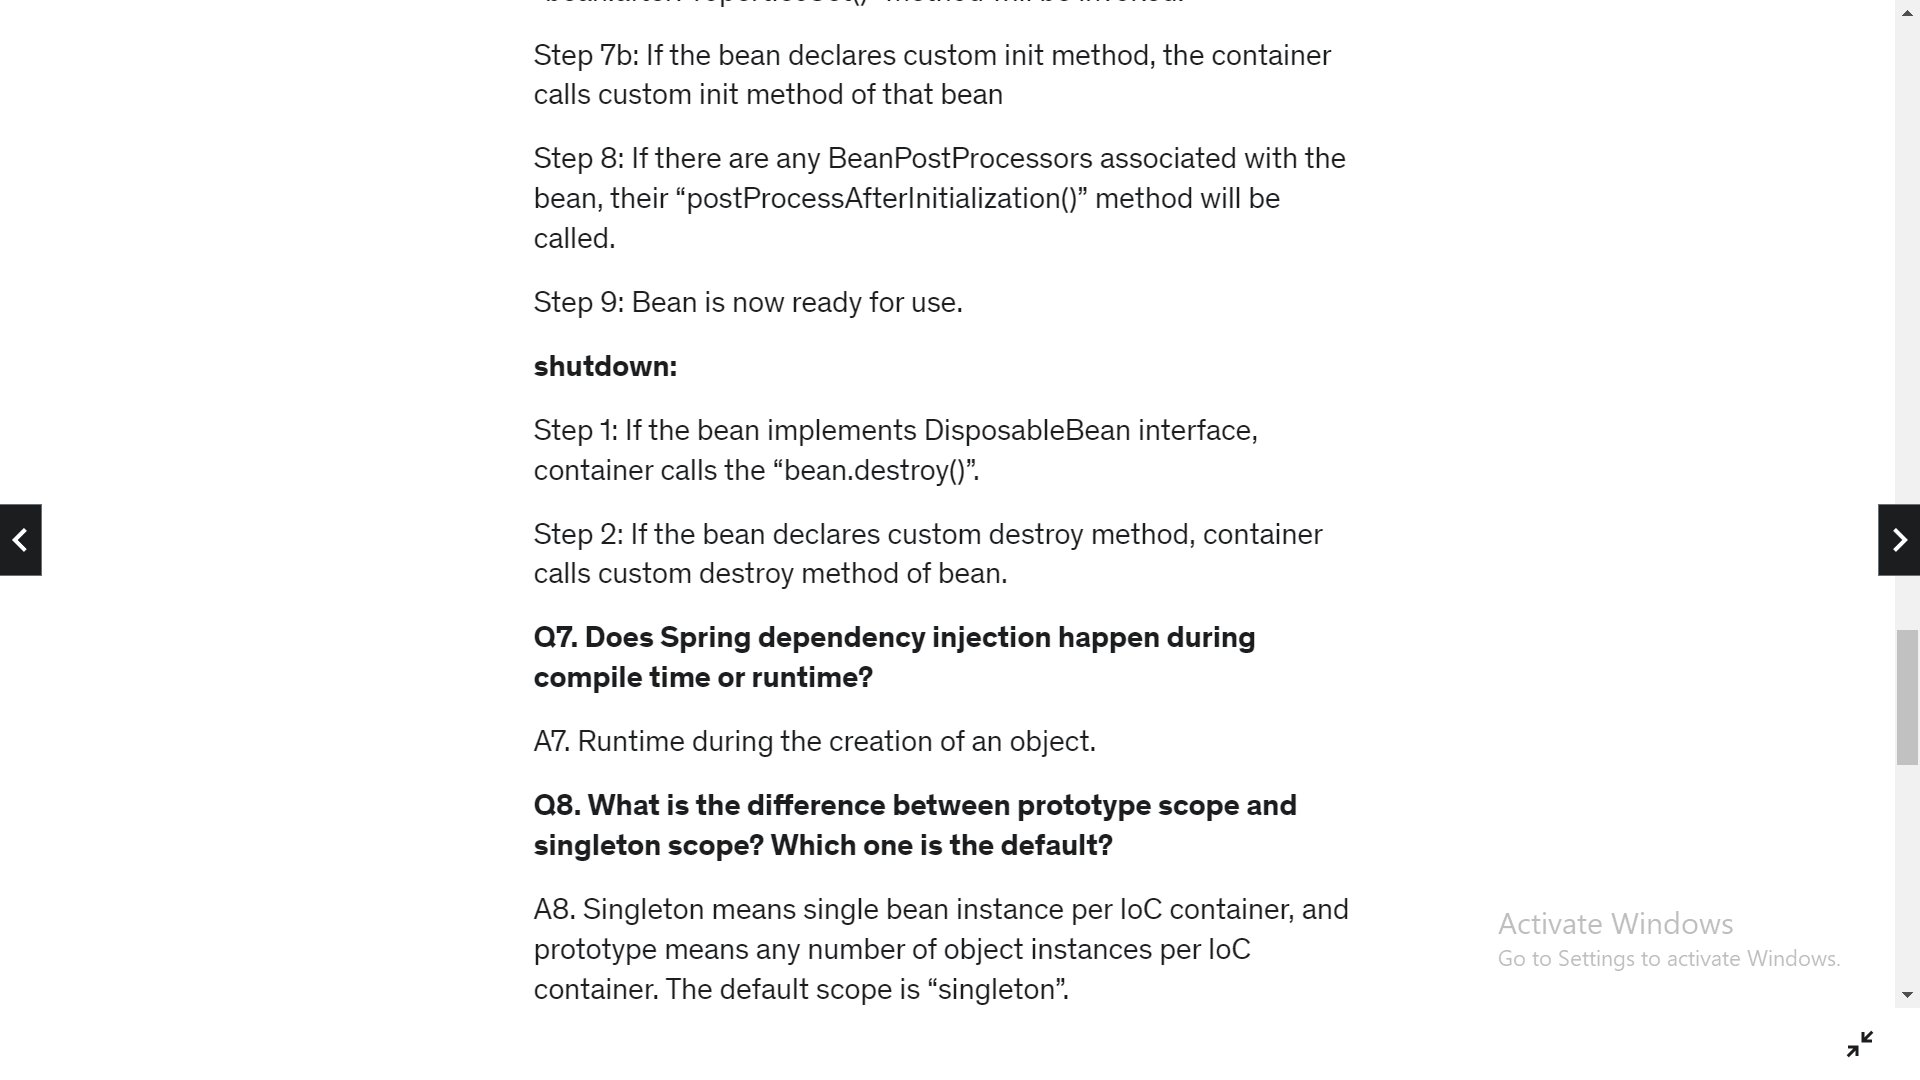 Step 7b: If the bean declares custom init method, the container
calls custom init method of that bean
Step 8: If there are any BeanPostProcessors associated with the
bean, their “postProcessAfterInitialization()” method will be
called.
Step 9: Bean is now ready for use.
shutdown:
Step 1: If the bean implements DisposableBean interface,
container calls the “bean.destroy()”.
Step 2: If the bean declares custom destroy method, container
calls custom destroy method of bean.
Q7. Does Spring dependency injection happen during
compile time or runtime?
A7. Runtime during the creation of an object.
Q8. What is the difference between prototype scope and
singleton scope? Which one is the default?
A8. Singleton means single bean instance per IoC container, and
prototype means any number of object instances per IoC
container. The default scope is “singleton”.
Activate Windows
Go to Settings to activate Windows.